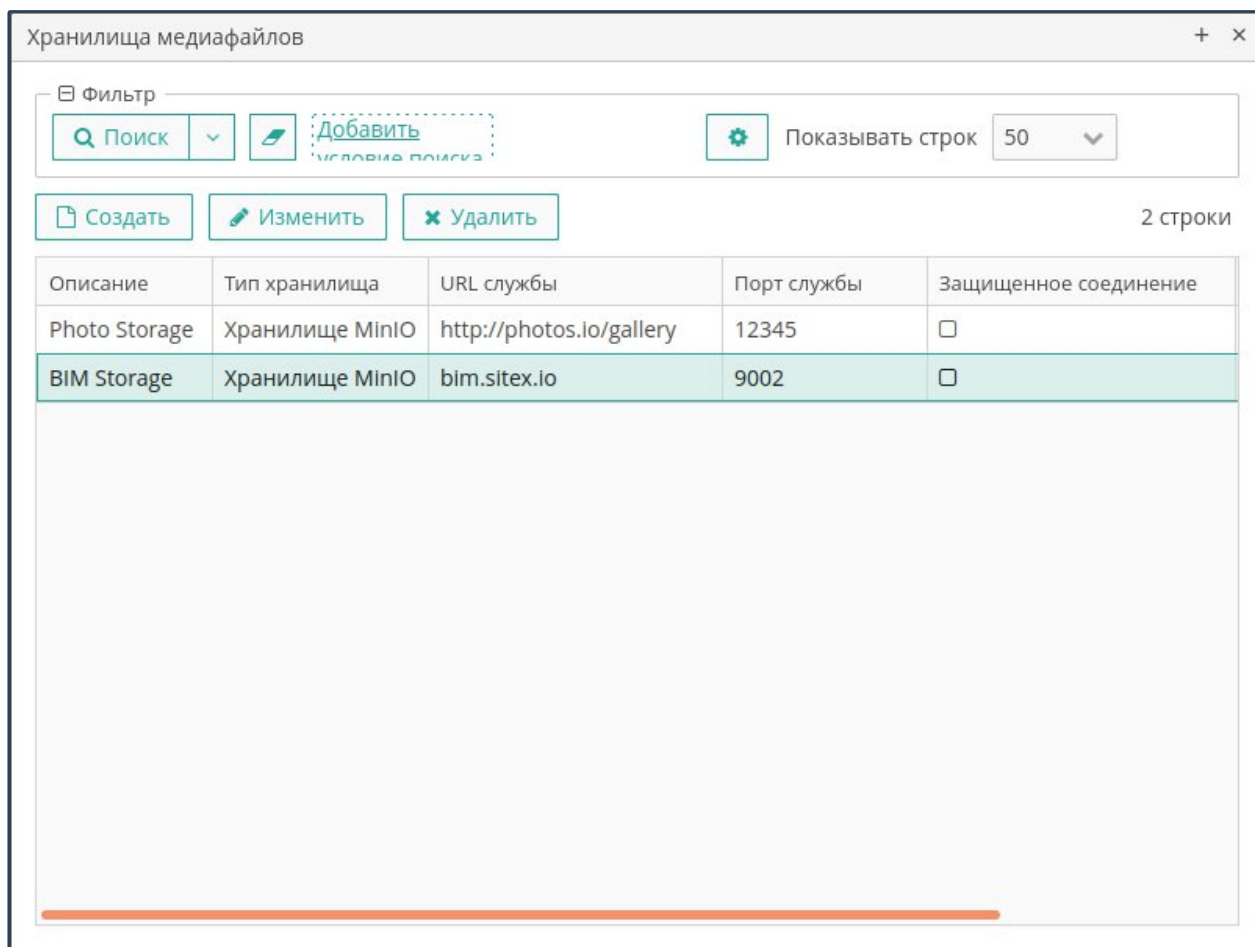 Хранилища медиафайлов
Фильтр
Поиск
Добавить
условие поиска
Показывать строк 50
Создать Изменить Удалить 2 строки
Описание Тип хранилища URL службы Порт службы Защищенное соединение
Photo Storage Хранилище MinIO http://photos.io/gallery 12345
BIM Storage Хранилище MinIO bim.sitex.io 9002